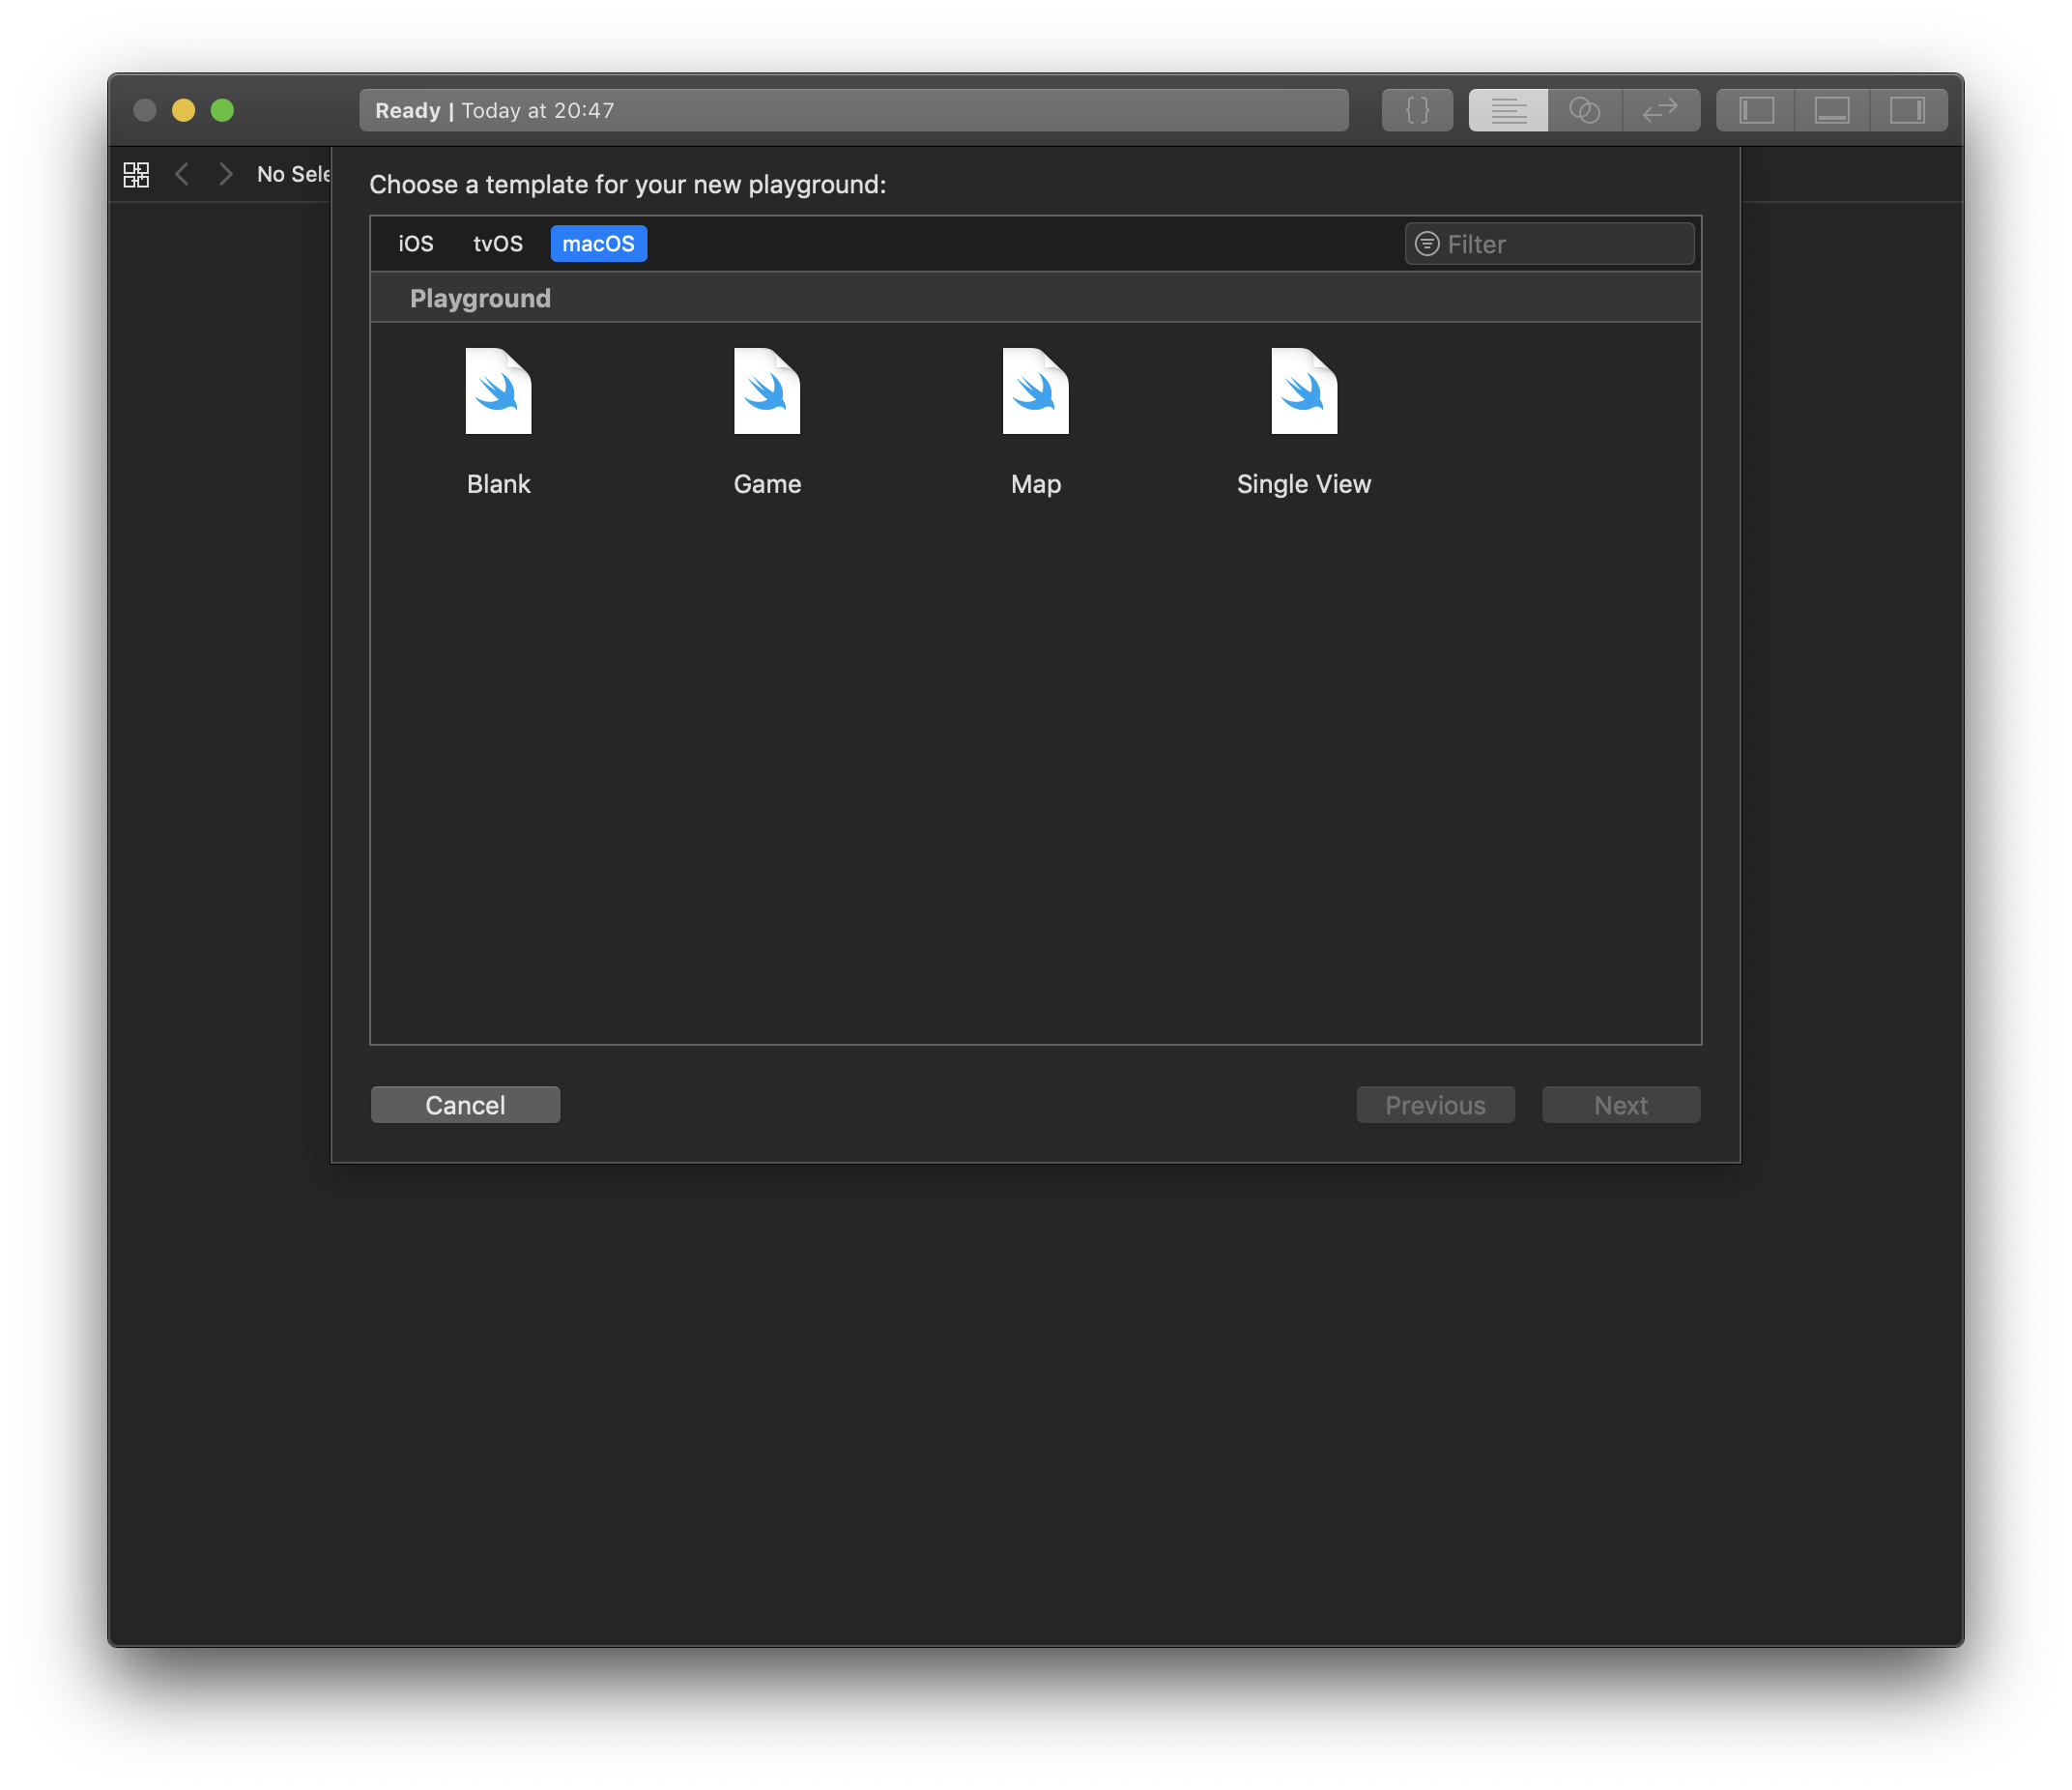 Ready | Today at 20:47
{ }
No Sele
Choose a template for your new playground:
iOS tvOS macOS Filter
Playground
Blank Game Map Single View
Cancel Previous Next